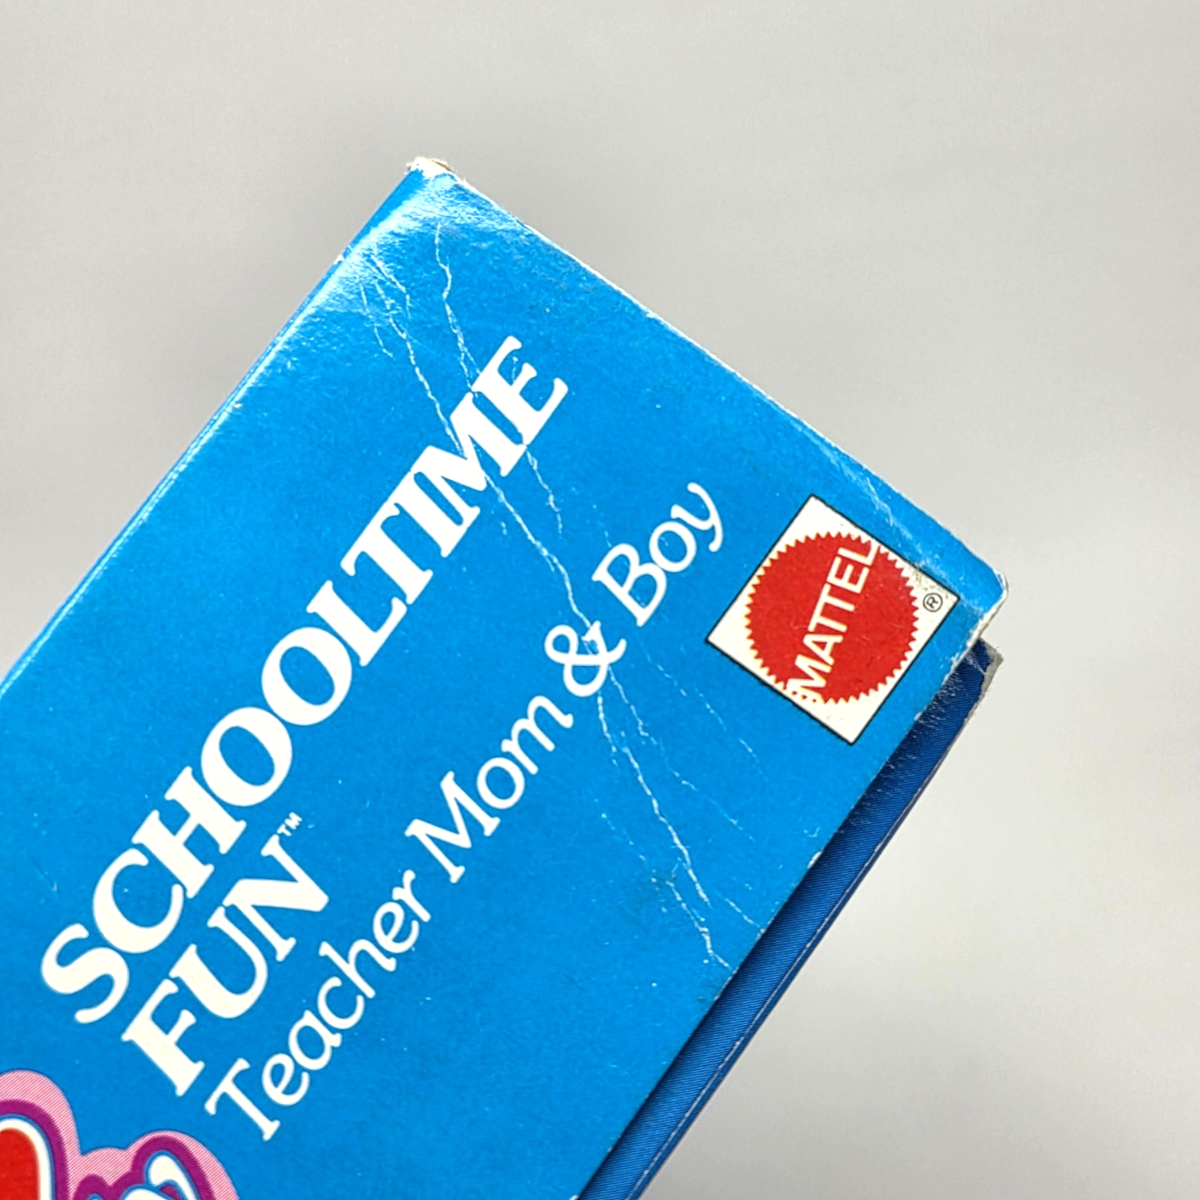 SCHOOLTIME
FUN™
Teacher Mom & Boy
MATTEL
®